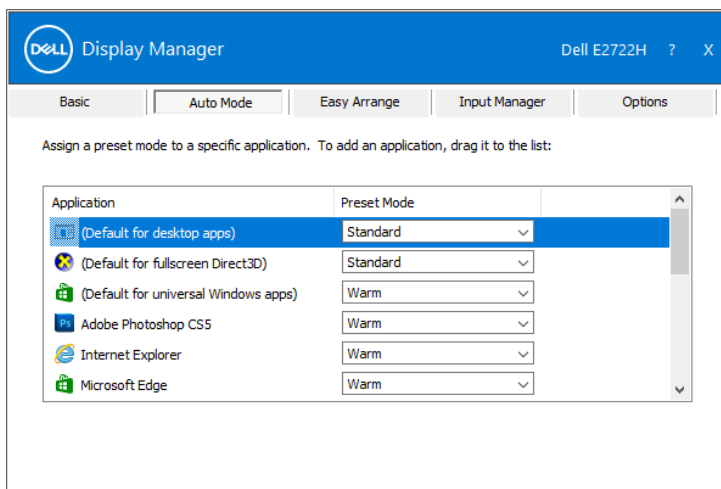 DELL Display Manager Dell E2722H ? X
Basic Auto Mode Easy Arrange Input Manager Options
Assign a preset mode to a specific application. To add an application, drag it to the list:
Application Preset Mode
(Default for desktop apps) Standard
(Default for fullscreen Direct3D) Standard
(Default for universal Windows apps) Warm
Ps Adobe Photoshop CS5 Warm
Internet Explorer Warm
Microsoft Edge Warm